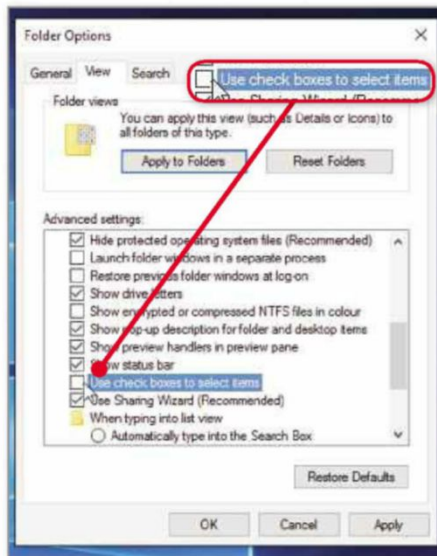 Folder Options
General View Search
Use check boxes to select items
Folder views
You can apply this view (such as Details or Icons) to
all folders of this type.
Apply to Folders Reset Folders
Advanced settings:
Hide protected operating system files (Recommended)
Launch folder windows in a separate process
Restore previous folder windows at log-on
Show drive letters
Show encrypted or compressed NTFS files in colour
Show pop-up description for folder and desktop items
Show preview handlers in preview pane
Show status bar
Use check boxes to select items
Use Sharing Wizard (Recommended)
When typing into list view
Automatically type into the Search Box
Restore Defaults
OK Cancel Apply